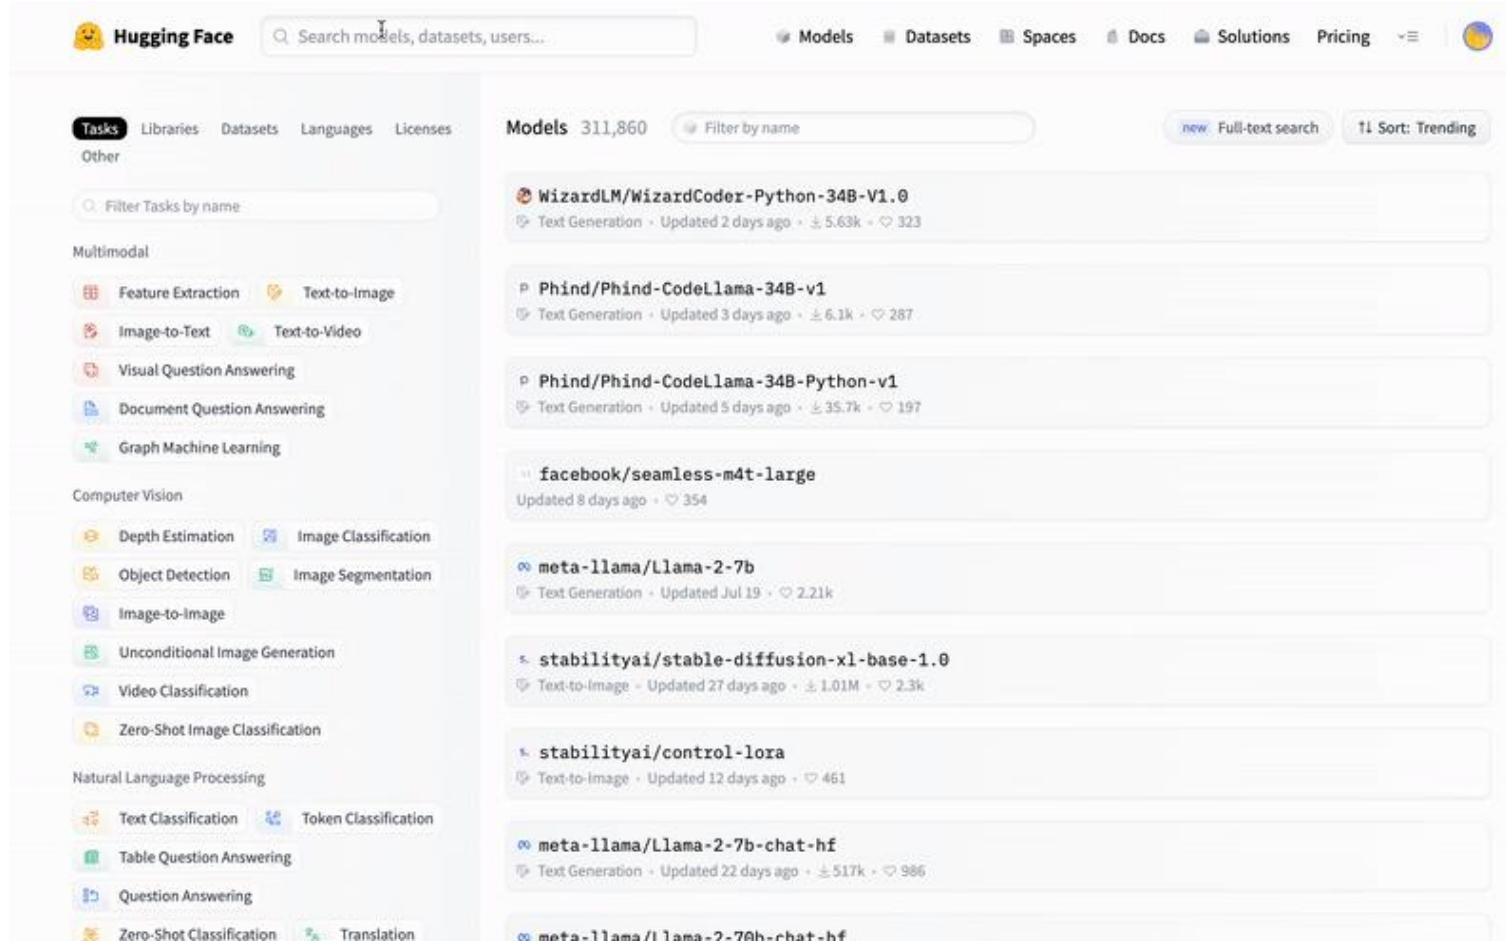 Hugging Face Search models, datasets, users... Models Datasets Spaces Docs Solutions Pricing
Tasks Libraries Datasets Languages Licenses
Other
Filter Tasks by name
Multimodal
Feature Extraction Text-to-Image
Image-to-Text Text-to-Video
Visual Question Answering
Document Question Answering
Graph Machine Learning
Computer Vision
Depth Estimation Image Classification
Object Detection Image Segmentation
Image-to-Image
Unconditional Image Generation
Video Classification
Zero-Shot Image Classification
Natural Language Processing
Text Classification Token Classification
Table Question Answering
Question Answering
Zero-Shot Classification Translation
Models 311,860 Filter by name new Full-text search Sort: Trending
WizardLM/WizardCoder-Python-34B-V1.0
Text Generation • Updated 2 days ago • 5.63k • 323
P Phind/Phind-CodeLlama-34B-v1
Text Generation • Updated 3 days ago • 6.1k • 287
P Phind/Phind-CodeLlama-34B-Python-v1
Text Generation • Updated 5 days ago • 35.7k • 197
facebook/seamless-m4t-large
Updated 8 days ago • 354
meta-llama/Llama-2-7b
Text Generation • Updated Jul 19 • 2.21k
S. stabilityai/stable-diffusion-xl-base-1.0
Text-to-Image • Updated 27 days ago • 1.01M • 2.3k
S. stabilityai/control-lora
Text-to-Image • Updated 12 days ago • 461
meta-llama/Llama-2-7b-chat-hf
Text Generation • Updated 22 days ago • 517k • 986
meta-llama/Llama-2-70b-chat-hf